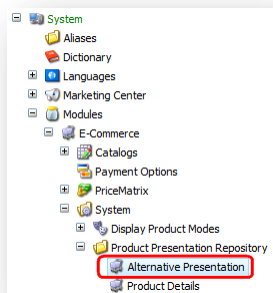 System
Aliases
Dictionary
Languages
Marketing Center
Modules
E-Commerce
Catalogs
Payment Options
PriceMatrix
System
Display Product Modes
Product Presentation Repository
Alternative Presentation
Product Details